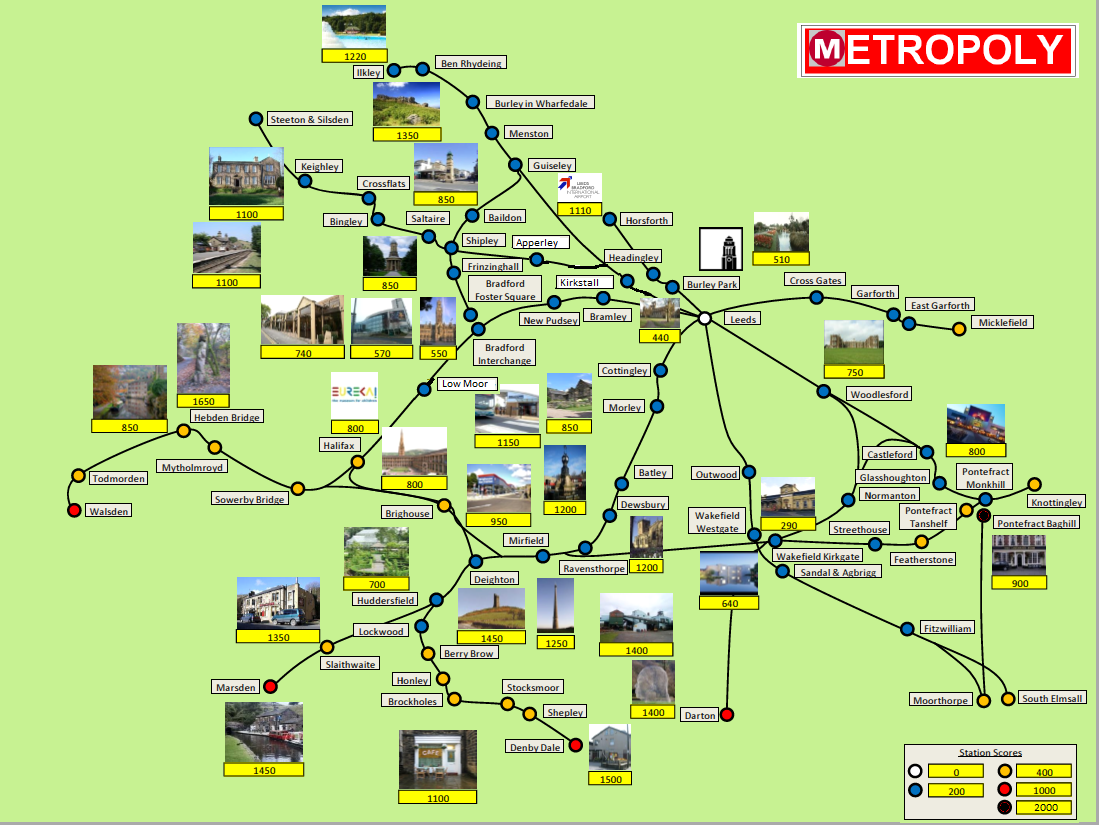 METROPOLY
1220
Ilkley
Ben Rhydeing
Burley in Wharfedale
1350
Menston
Steeton & Silsden
Guiseley
Keighley
850
1100
Crossflats
LEEDS
BRADFORD
INTERNATIONAL
AIRPORT
1110
Horsforth
Bingley
Saltaire
Baildon
Shipley
Apperley
Headingley
510
1100
850
Frinzinghall
Bradford
Foster Square
Kirkstall
Burley Park
Cross Gates
Garforth
East Garforth
Micklefield
New Pudsey
Bramley
440
Leeds
740
570
550
Bradford
Interchange
750
Low Moor
Cottingley
Woodlesford
1650
850
EUREKA!
800
1150
850
Morley
Hebden Bridge
Halifax
800
Castleford
Mytholmroyd
Todmorden
800
Batley
Outwood
Glasshoughton
Pontefract
Monkhill
Sowerby Bridge
950
1200
Normanton
Knottingley
Walsden
Brighouse
Dewsbury
Wakefield
Westgate
290
Streethouse
Pontefract
Tanshelf
Pontefract Baghill
Mirfield
Ravensthorpe
1200
Wakefield Kirkgate
Featherstone
Sandal & Agbrigg
Deighton
700
900
640
Huddersfield
1350
Lockwood
1450
1250
1400
Fitzwilliam
Slaithwaite
Berry Brow
Honley
Marsden
Brockholes
Stocksmoor
1400
Darton
Shepley
Moorthorpe
South Elmsall
1450
Denby Dale
1500
1100
Station Scores
0
400
200
1000
2000